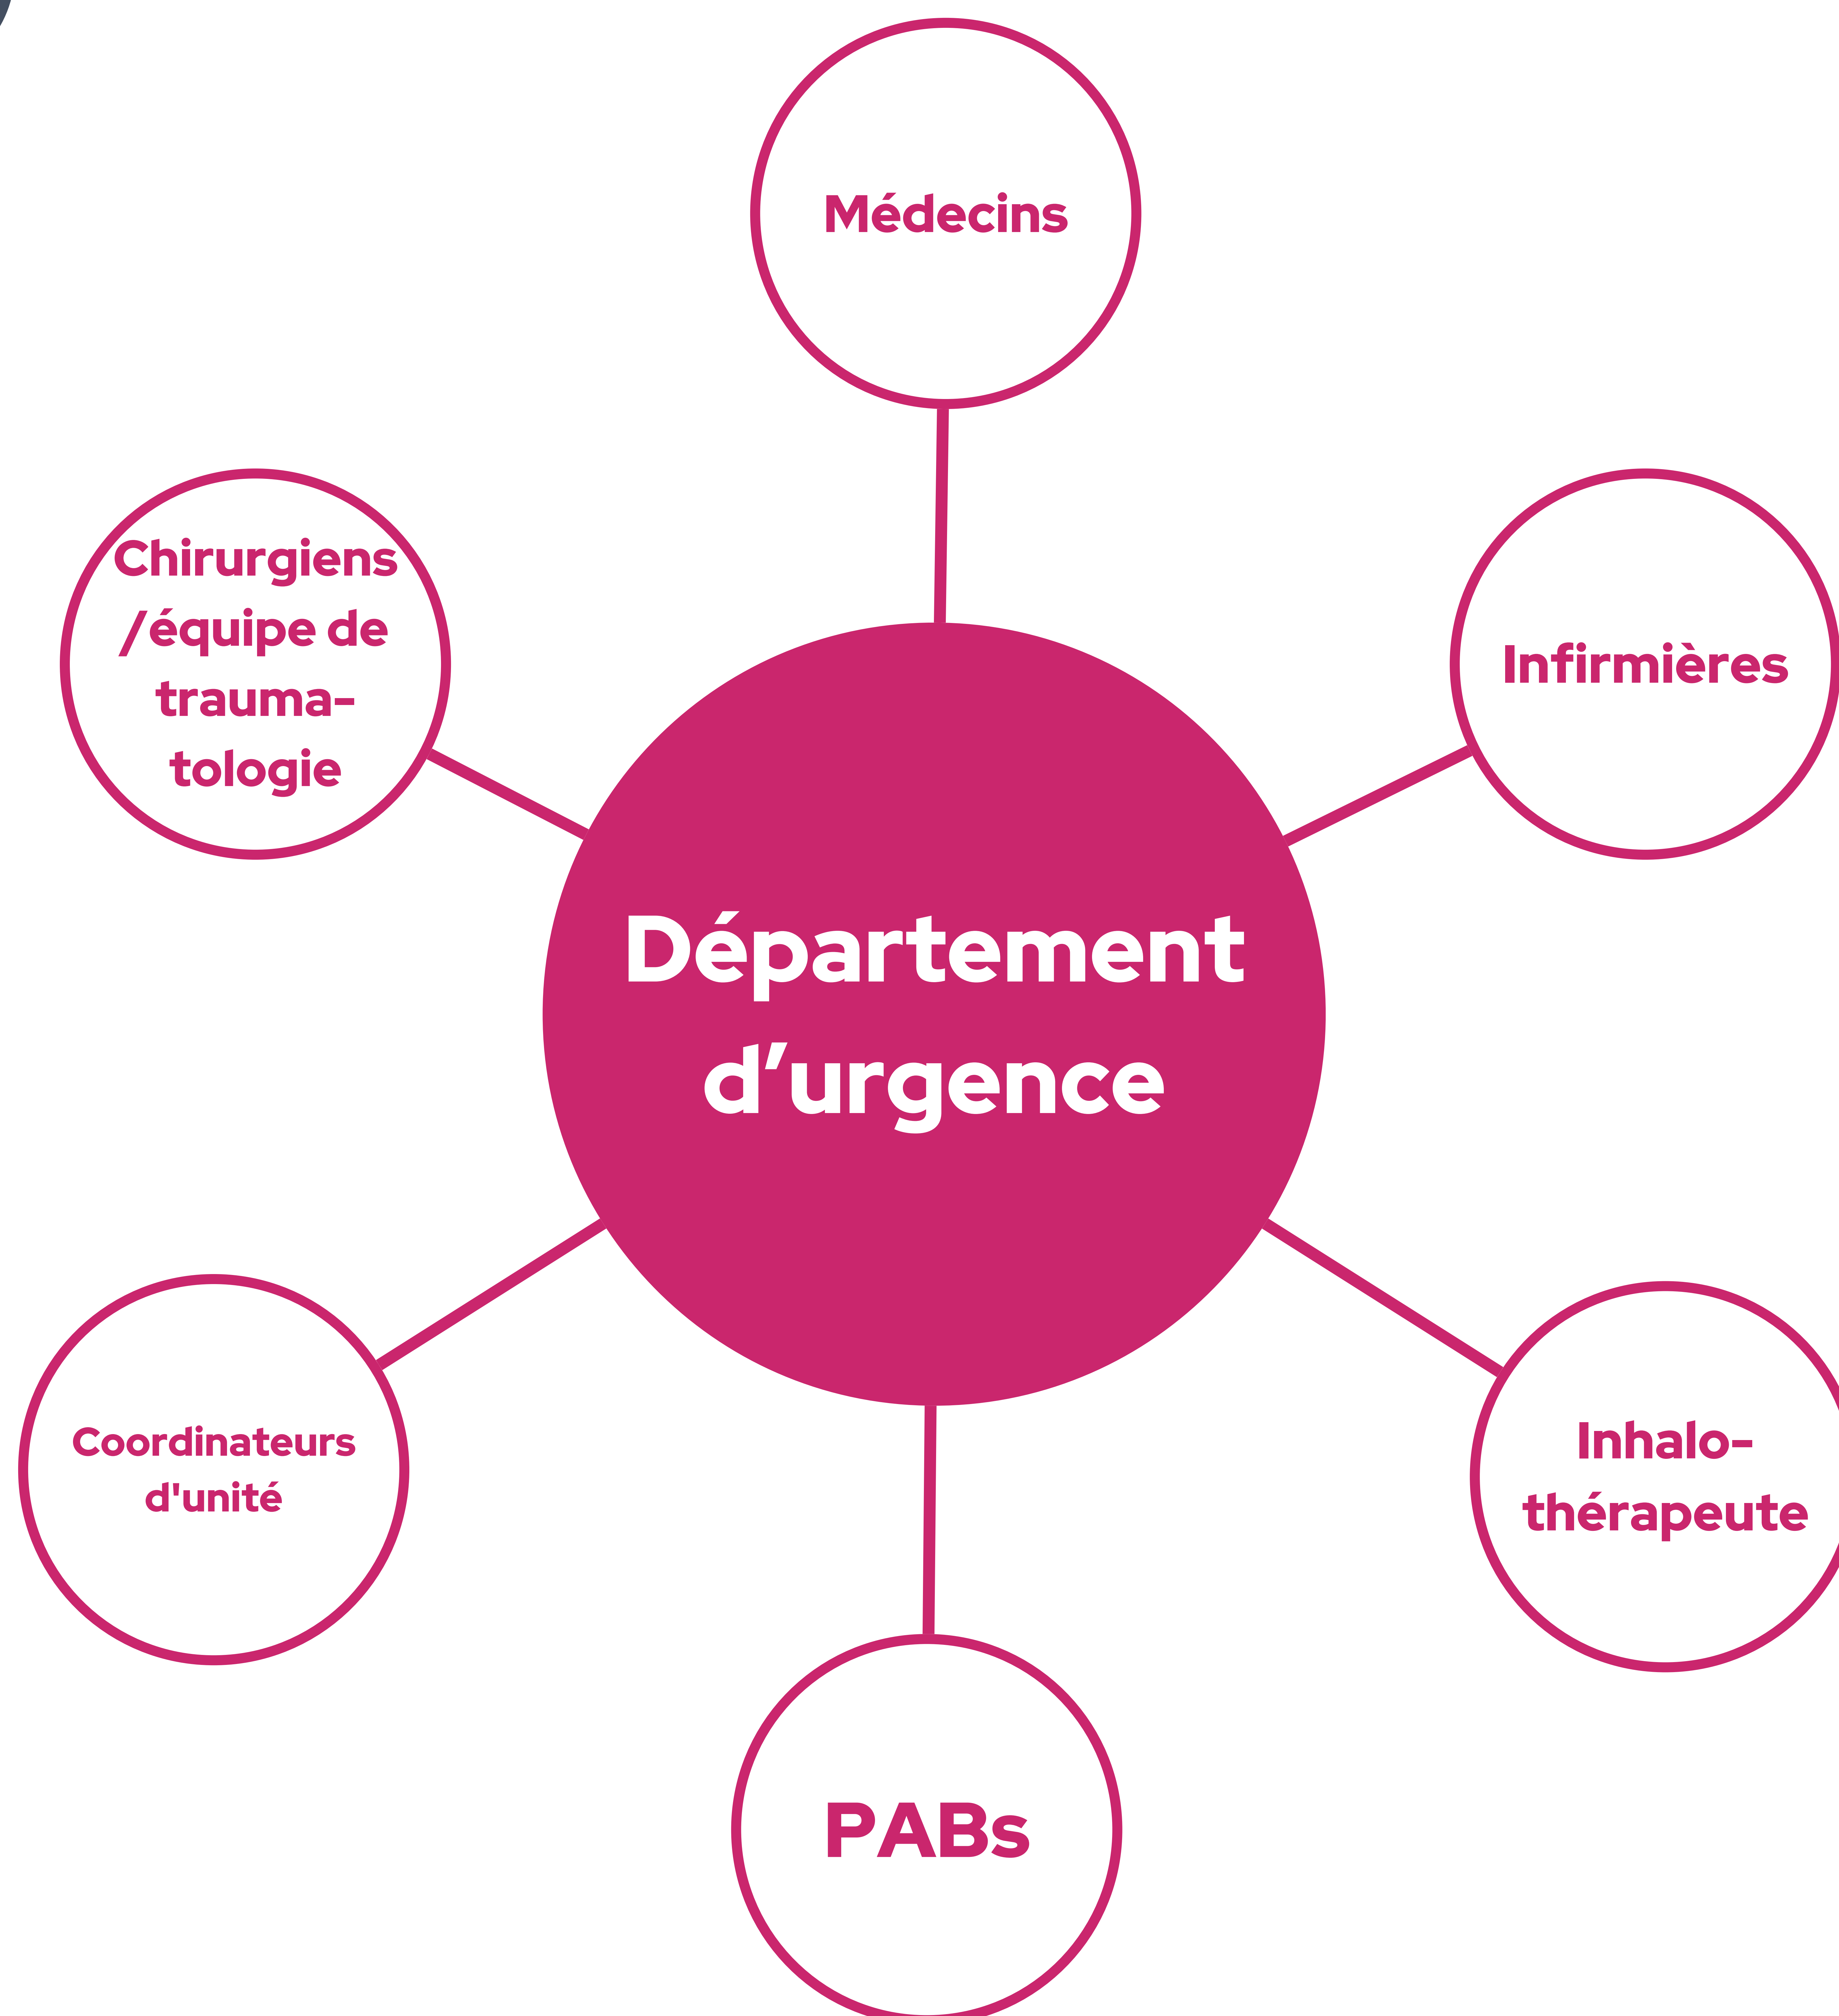 Médecins
Chirurgiens
/équipe de
trauma-
tologie
Infirmières
Département
d’urgence
Coordinateurs
d'unité
Inhalo-
thérapeute
PABs